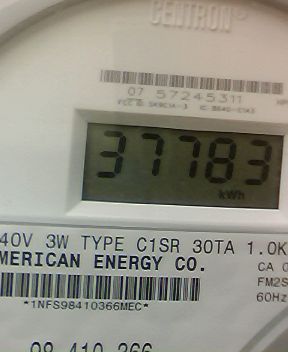 CENTRON
07 57245311
37783
kWh
40V 3W TYPE C1SR 30TA 1.0K
MERICAN ENERGY CO.
CA 0
FM2S
60Hz
*1NFS98410366MEC*
98 410 366